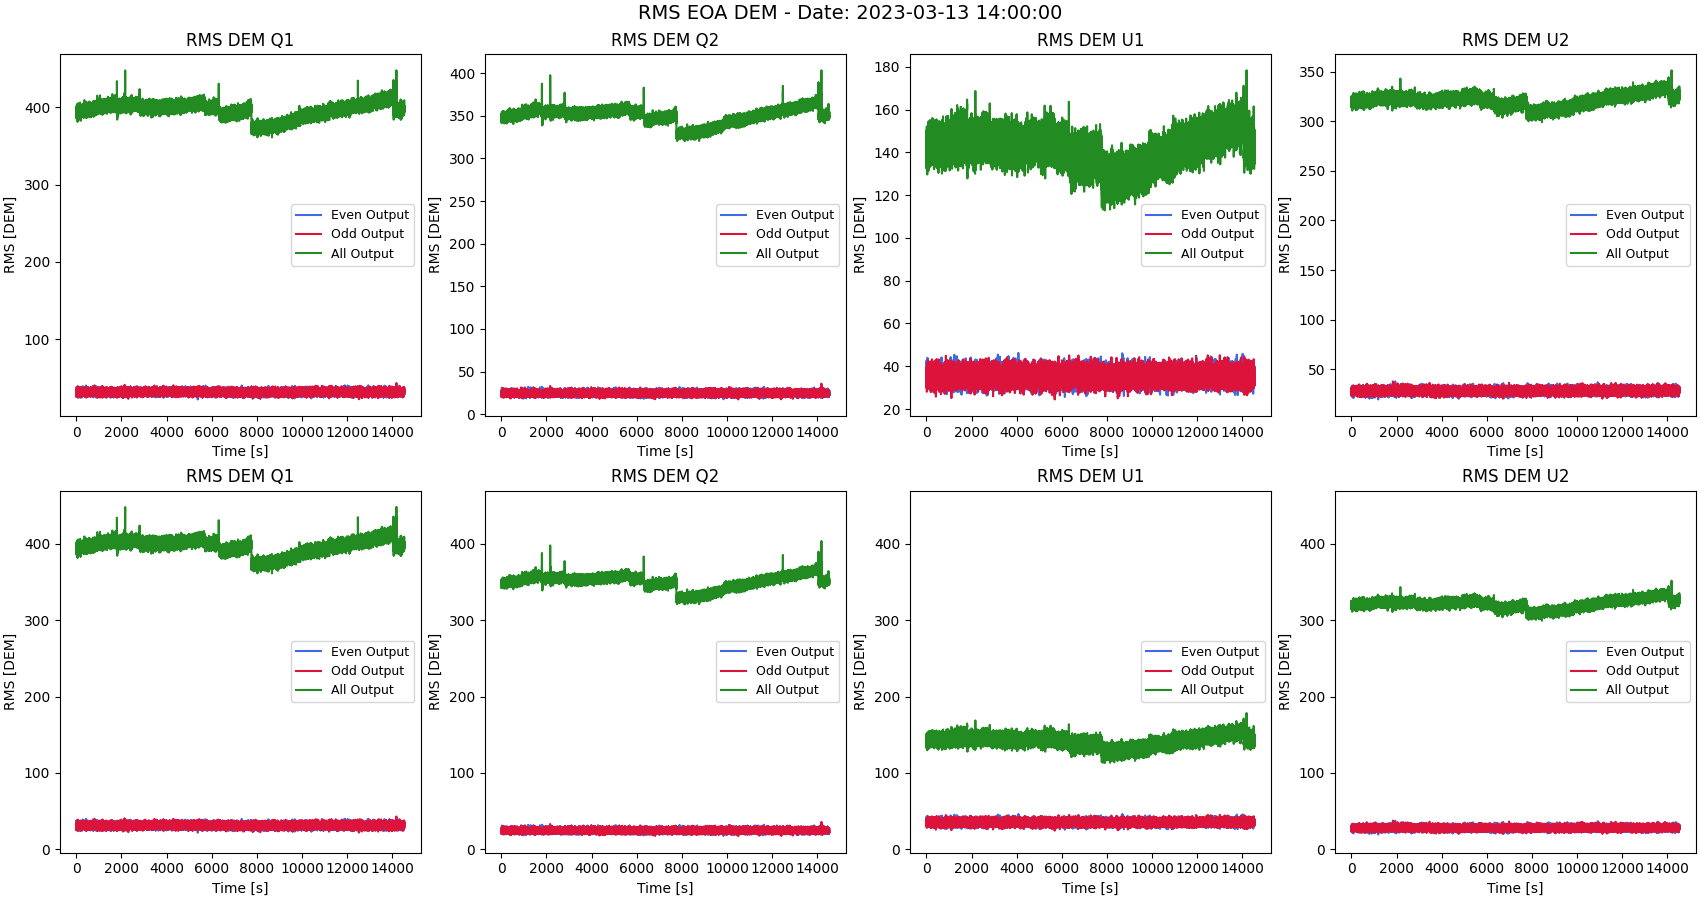 RMS EOA DEM - Date: 2023-03-13 14:00:00
RMS DEM Q1
RMS [DEM]
400
300
200
100
Even Output
Odd Output
All Output
0 2000 4000 6000 8000 10000 12000 14000
Time [s]
RMS DEM Q2
RMS [DEM]
400
350
300
250
200
150
100
50
0
Even Output
Odd Output
All Output
0 2000 4000 6000 8000 10000 12000 14000
Time [s]
RMS DEM U1
RMS [DEM]
180
160
140
120
100
80
60
40
20
Even Output
Odd Output
All Output
0 2000 4000 6000 8000 10000 12000 14000
Time [s]
RMS DEM U2
RMS [DEM]
350
300
250
200
150
100
50
Even Output
Odd Output
All Output
0 2000 4000 6000 8000 10000 12000 14000
Time [s]
RMS DEM Q1
RMS [DEM]
400
300
200
100
0
Even Output
Odd Output
All Output
0 2000 4000 6000 8000 10000 12000 14000
Time [s]
RMS DEM Q2
RMS [DEM]
400
300
200
100
0
Even Output
Odd Output
All Output
0 2000 4000 6000 8000 10000 12000 14000
Time [s]
RMS DEM U1
RMS [DEM]
400
300
200
100
0
Even Output
Odd Output
All Output
0 2000 4000 6000 8000 10000 12000 14000
Time [s]
RMS DEM U2
RMS [DEM]
400
300
200
100
0
Even Output
Odd Output
All Output
0 2000 4000 6000 8000 10000 12000 14000
Time [s]